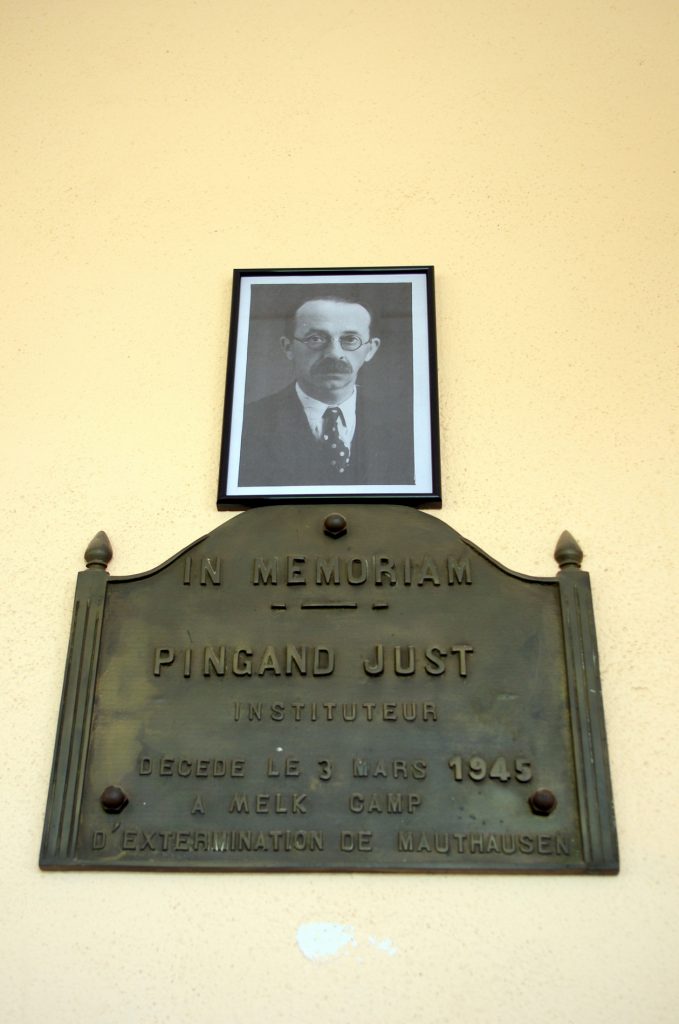 IN MEMORIAM
PINGAND JUST
INSTITUTEUR
DECEDE LE 3 MARS 1945
A MELK CAMP
D'EXTERMINATION DE MAUTHAUSEN